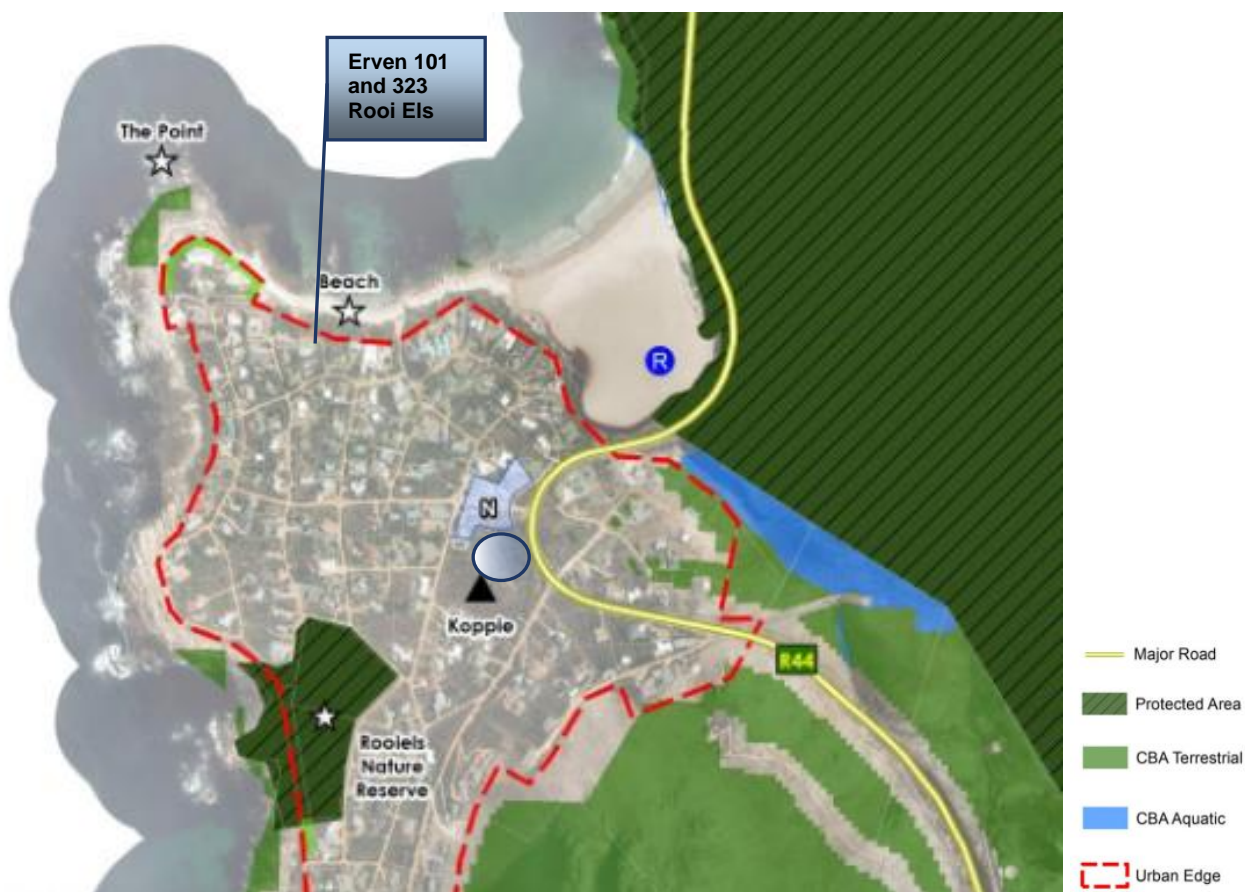 Erven 101
and 323
Rooi Els
The Point
Beach
R
N
Koppie
R44
Rooiels
Nature
Reserve
Major Road
Protected Area
CBA Terrestrial
CBA Aquatic
Urban Edge